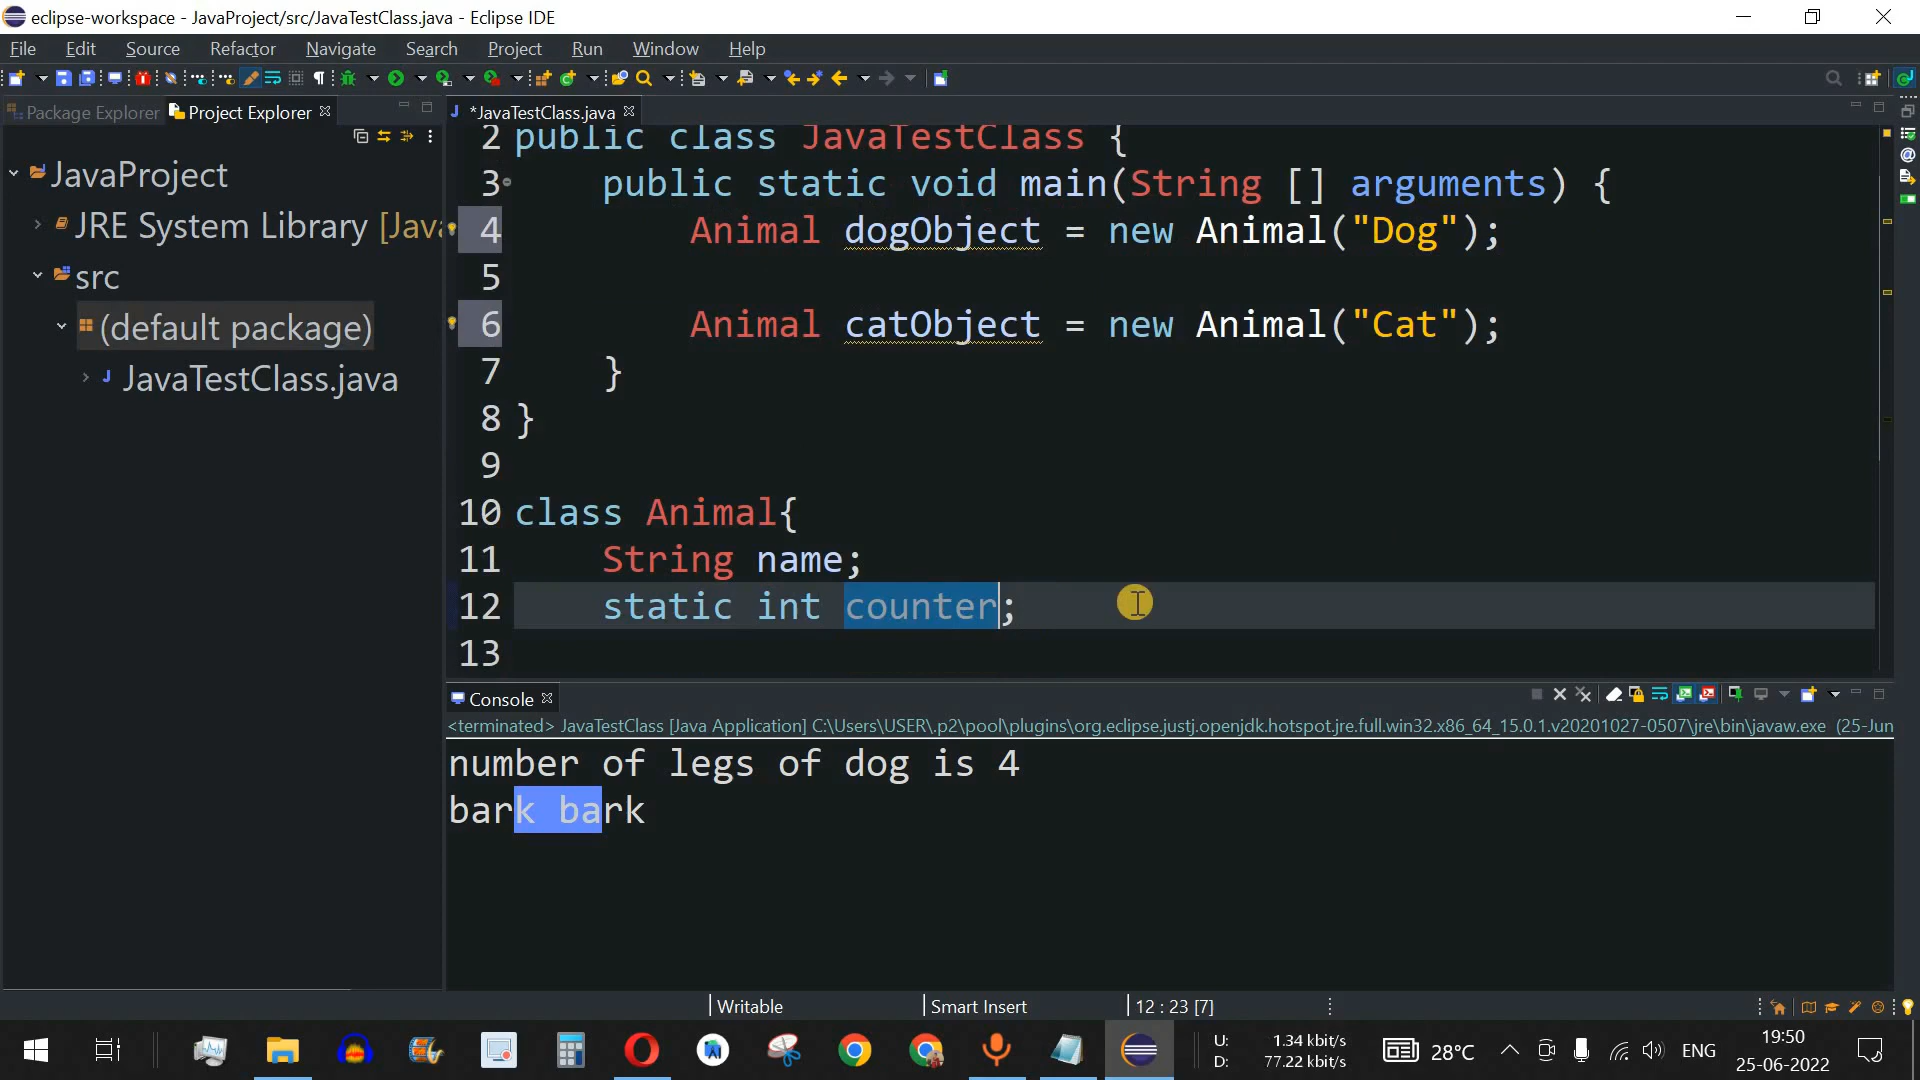 eclipse-workspace - JavaProject/src/JavaTestClass.java - Eclipse IDE
File Edit Source Refactor Navigate Search Project Run Window Help
Package Explorer Project Explorer *JavaTestClass.java
JavaProject
JRE System Library [Java
src
(default package)
JavaTestClass.java
2 public class JavaTestClass {
3 public static void main(String [] arguments) {
4 Animal dogObject = new Animal("Dog");
5
6 Animal catObject = new Animal("Cat");
7 }
8 }
9
10 class Animal{
11 String name;
12 static int counter;
13
Console
<terminated> JavaTestClass [Java Application] C:\Users\USER\.p2\pool\plugins\org.eclipse.justj.openjdk.hotspot.jre.full.win32.x86_64_15.0.1.v20201027-0507\jre\bin\javaw.exe (25-Jun
number of legs of dog is 4
bark bark
Writable Smart Insert 12 : 23 [7]
U: 1.34 kbit/s
D: 77.22 kbit/s
28°C ENG
19:50
25-06-2022